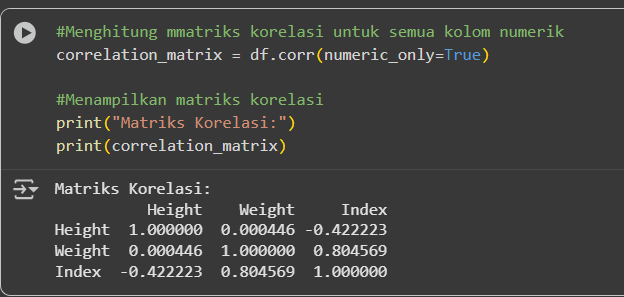 #Menghitung mmatriks korelasi untuk semua kolom numerik
correlation_matrix = df.corr(numeric_only=True)
#Menampilkan matriks korelasi
print("Matriks Korelasi:")
print(correlation_matrix)
Matriks Korelasi:
          Height    Weight     Index
Height  1.000000  0.000446 -0.422223
Weight  0.000446  1.000000  0.804569
Index  -0.422223  0.804569  1.000000